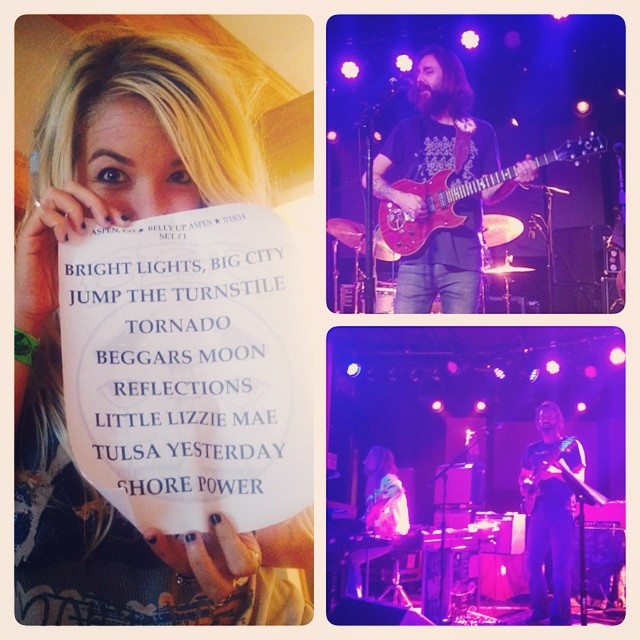 ASPEN, CO ★ BELLY UP ASPEN ★ 7/19/14
SET #1
BRIGHT LIGHTS, BIG CITY
JUMP THE TURNSTILE
TORNADO
BEGGARS MOON
REFLECTIONS
LITTLE LIZZIE MAE
TULSA YESTERDAY
SHORE POWER